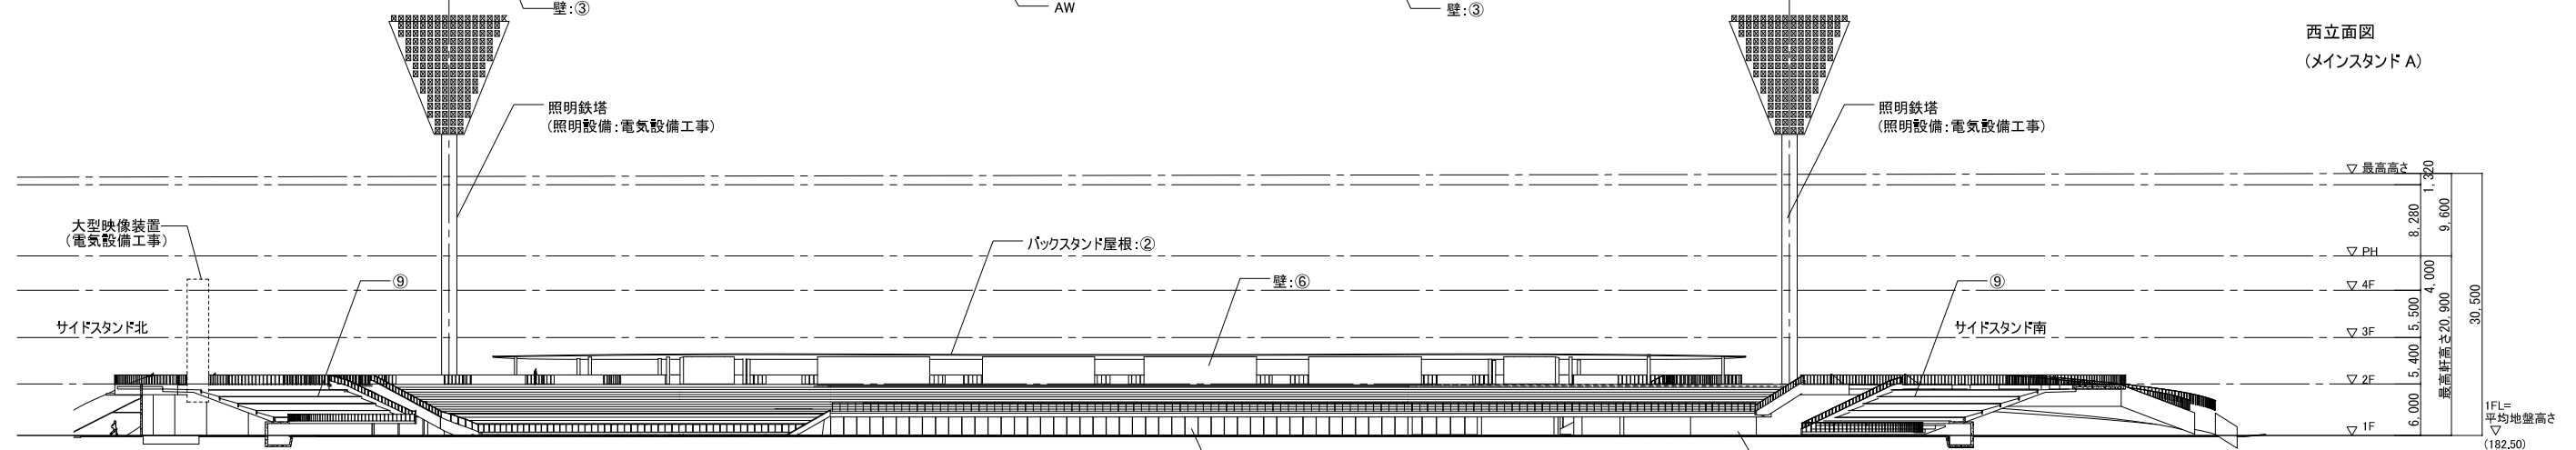 壁:③
AW
壁:③
西立面図
(メインスタンド A)
照明鉄塔
(照明設備:電気設備工事)
照明鉄塔
(照明設備:電気設備工事)
▽ 最高高さ
1,320
8,280
9,600
大型映像装置
(電気設備工事)
バックスタンド屋根:②
▽ PH
⑨
壁:⑥
⑨
4,000
▽ 4F
5,500
最高軒高さ20,900
30,500
サイドスタンド北
サイドスタンド南
▽ 3F
5,400
▽ 2F
6,000
▽ 1F
1FL=
平均地盤高さ
▽
(182.50)